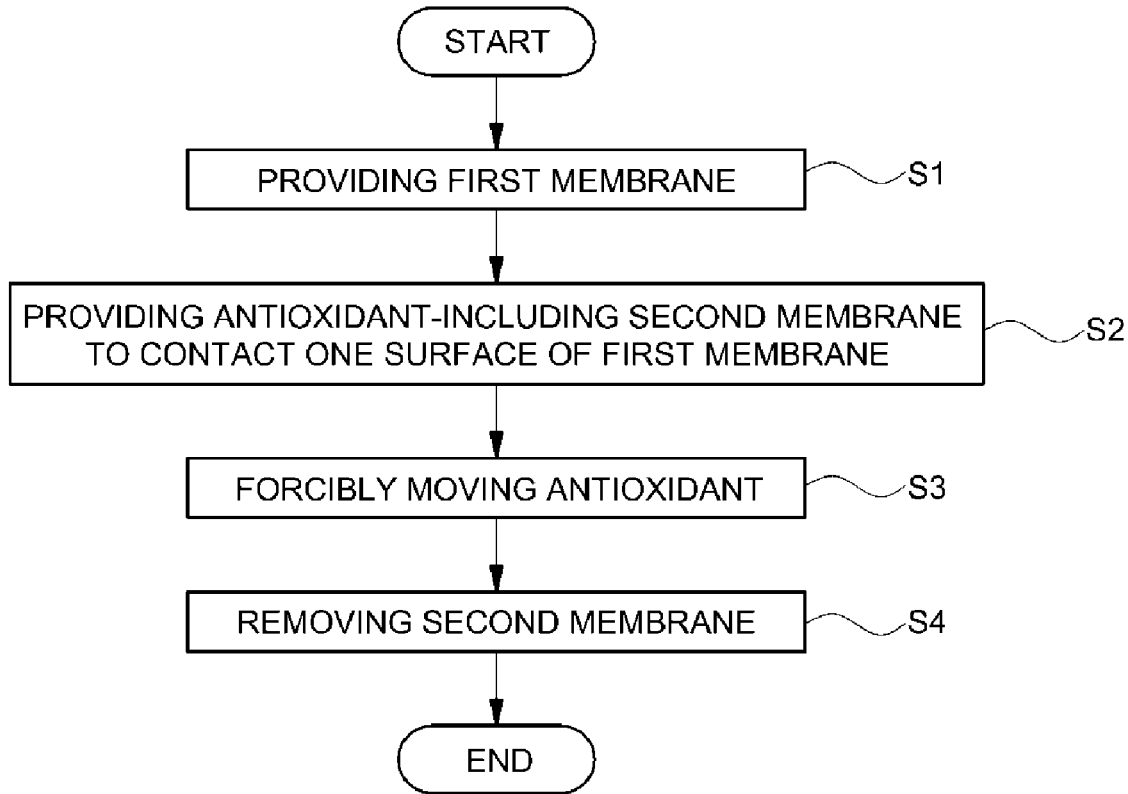 START
PROVIDING FIRST MEMBRANE
S1
PROVIDING ANTIOXIDANT-INCLUDING SECOND MEMBRANE
TO CONTACT ONE SURFACE OF FIRST MEMBRANE
S2
FORCIBLY MOVING ANTIOXIDANT
S3
REMOVING SECOND MEMBRANE
S4
END